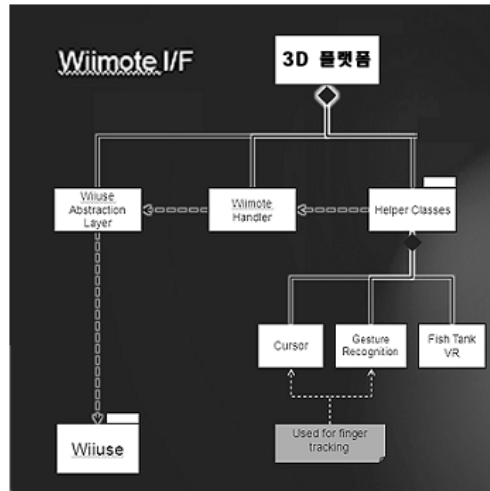 Wiimote I/F
3D 플랫폼
Wiiuse
Abstraction
Layer
Wiimote
Handler
Helper Classes
Cursor
Gesture
Recognition
Fish Tank
VR
Used for finger
tracking
Wiiuse